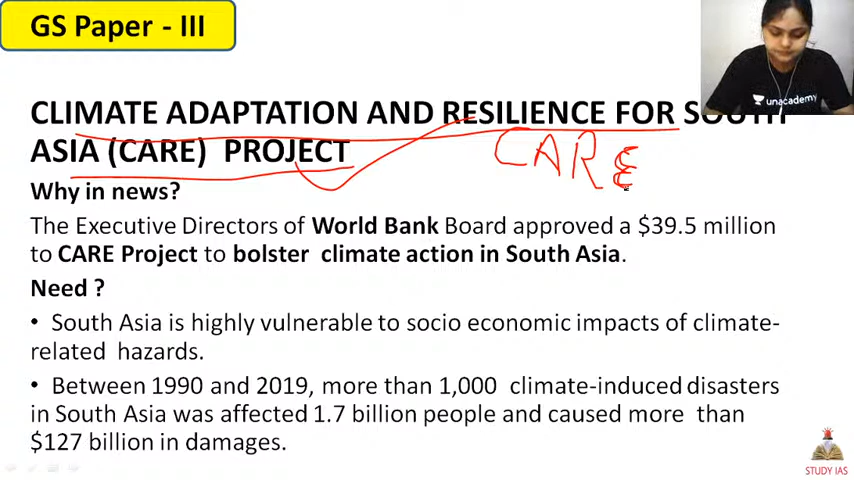 GS Paper - III
unacademy
CLIMATE ADAPTATION AND RESILIENCE FOR SOUTH
ASIA (CARE) PROJECT
CARE
Why in news?
The Executive Directors of World Bank Board approved a $39.5 million
to CARE Project to bolster climate action in South Asia.
Need ?
• South Asia is highly vulnerable to socio economic impacts of climate-
related hazards.
• Between 1990 and 2019, more than 1,000 climate-induced disasters
in South Asia was affected 1.7 billion people and caused more than
$127 billion in damages.
STUDY IAS